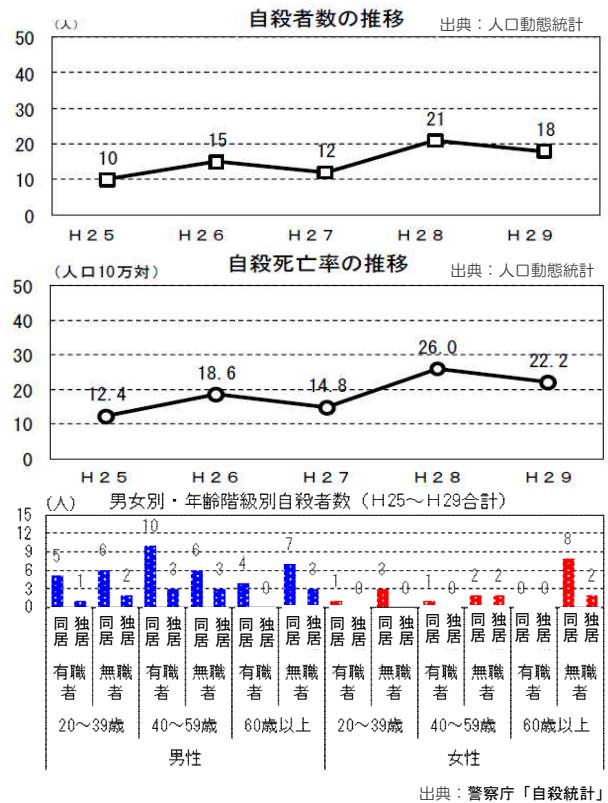 自殺者数の推移
（人）
出典：人口動態統計
50
40
30
20
10
0
10
15
12
21
18
H25
H26
H27
H28
H29
自殺死亡率の推移
（人口10万対）
出典：人口動態統計
50
40
30
20
10
0
12.4
18.6
14.8
26.0
22.2
H25
H26
H27
H28
H29
（人）
男女別・年齢階級別自殺者数（H25～H29合計）
15
12
9
6
3
0
5 1 6 2 10 3 6 3 4 0 7 3 1 0 3 0 1 0 2 2 0 0 8 2
同居 独居 同居 独居 同居 独居 同居 独居 同居 独居 同居 独居 同居 独居 同居 独居 同居 独居 同居 独居 同居 独居 同居 独居
有職者 無職者 有職者 無職者 有職者 無職者 有職者 無職者 有職者 無職者 有職者 無職者
20～39歳 40～59歳 60歳以上 20～39歳 40～59歳 60歳以上
男性 女性
出典：警察庁「自殺統計」